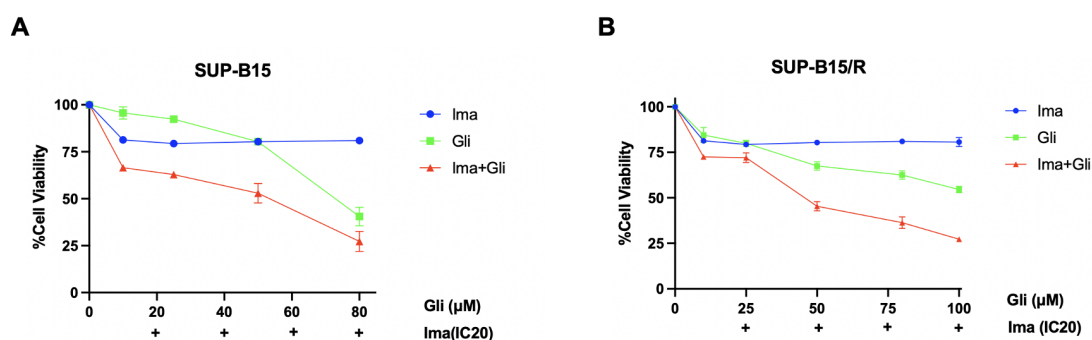 A
SUP-B15
%Cell Viability
100
75
50
25
0
0 20 40 60 80
Gli (µM)
+ + + + Ima(IC20)
Ima
Gli
Ima+Gli
B
SUP-B15/R
%Cell Viability
100
75
50
25
0
0 25 50 75 100
Gli (µM)
+ + + + Ima (IC20)
Ima
Gli
Ima+Gli